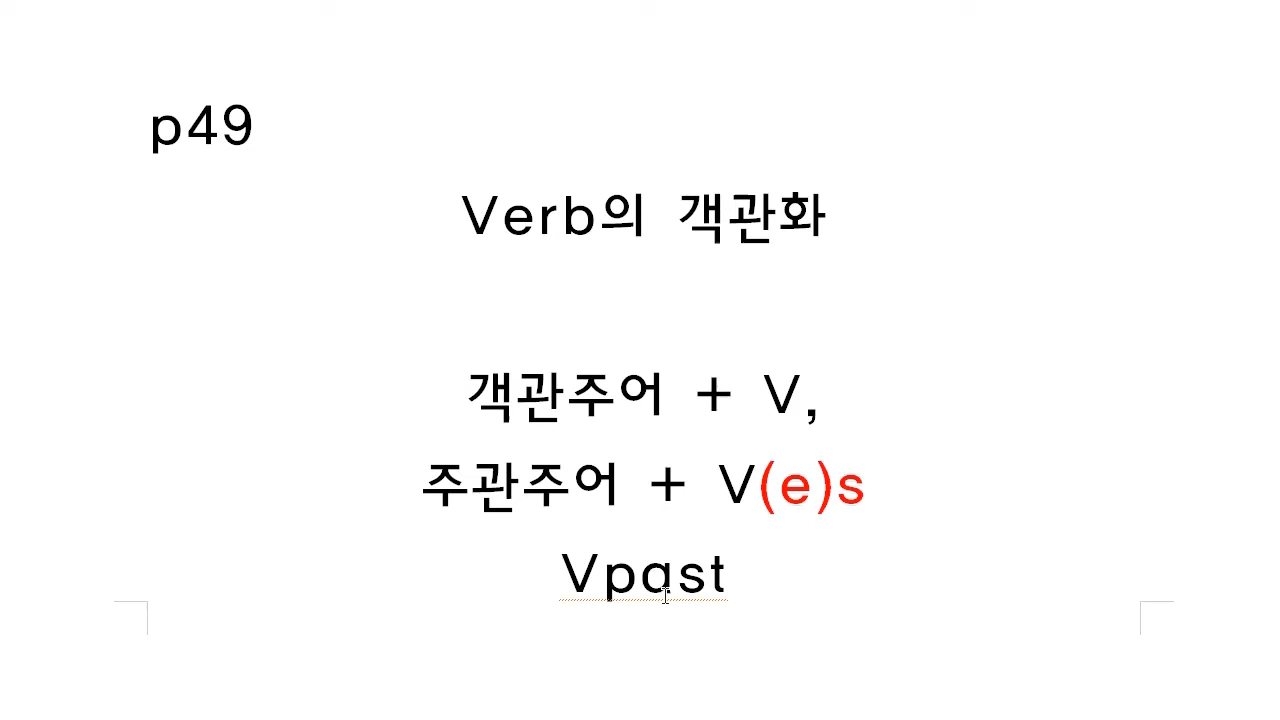 p49
Verb의 객관화
객관주어 + V,
주관주어 + V(e)s
Vpast